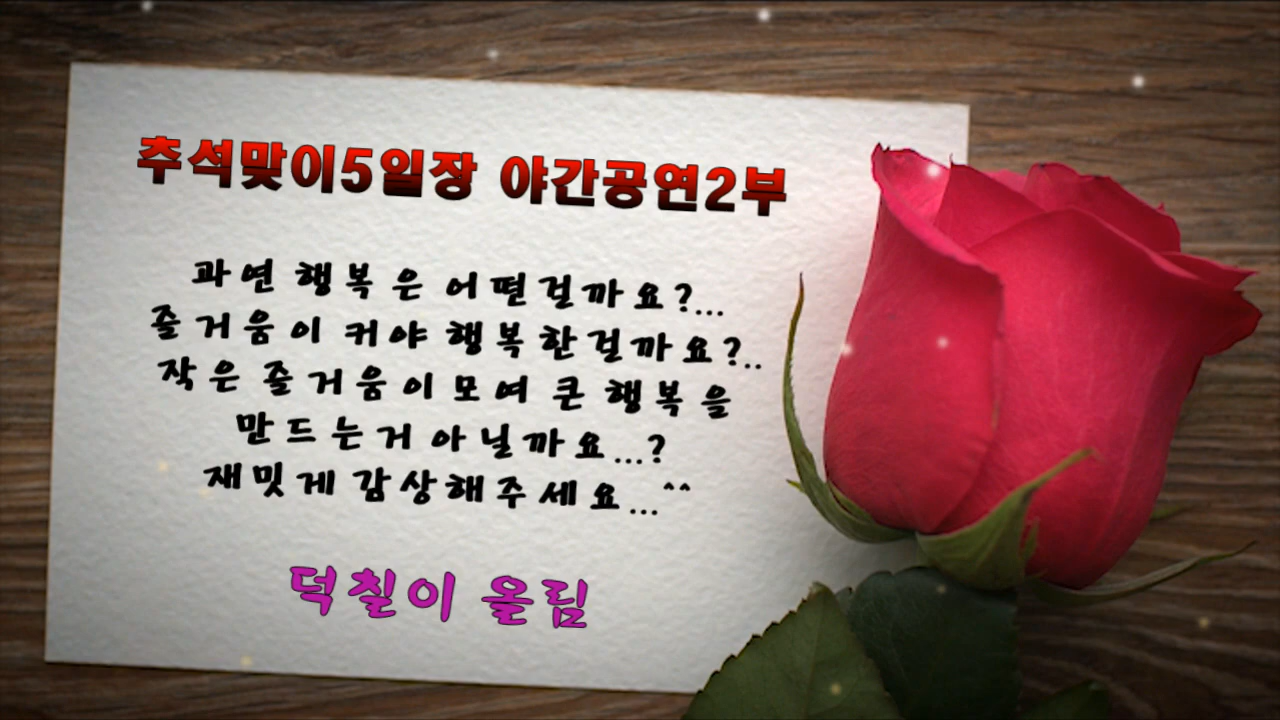 추석맞이5일장 야간공연2부
과연 행복은 어떤걸까요?...
즐거움이 커야 행복한걸까요?..
작은 즐거움이모여 큰 행복을
만드는거 아닐까요...?
재밋게 감상해주세요...^^
덕칠이 올림